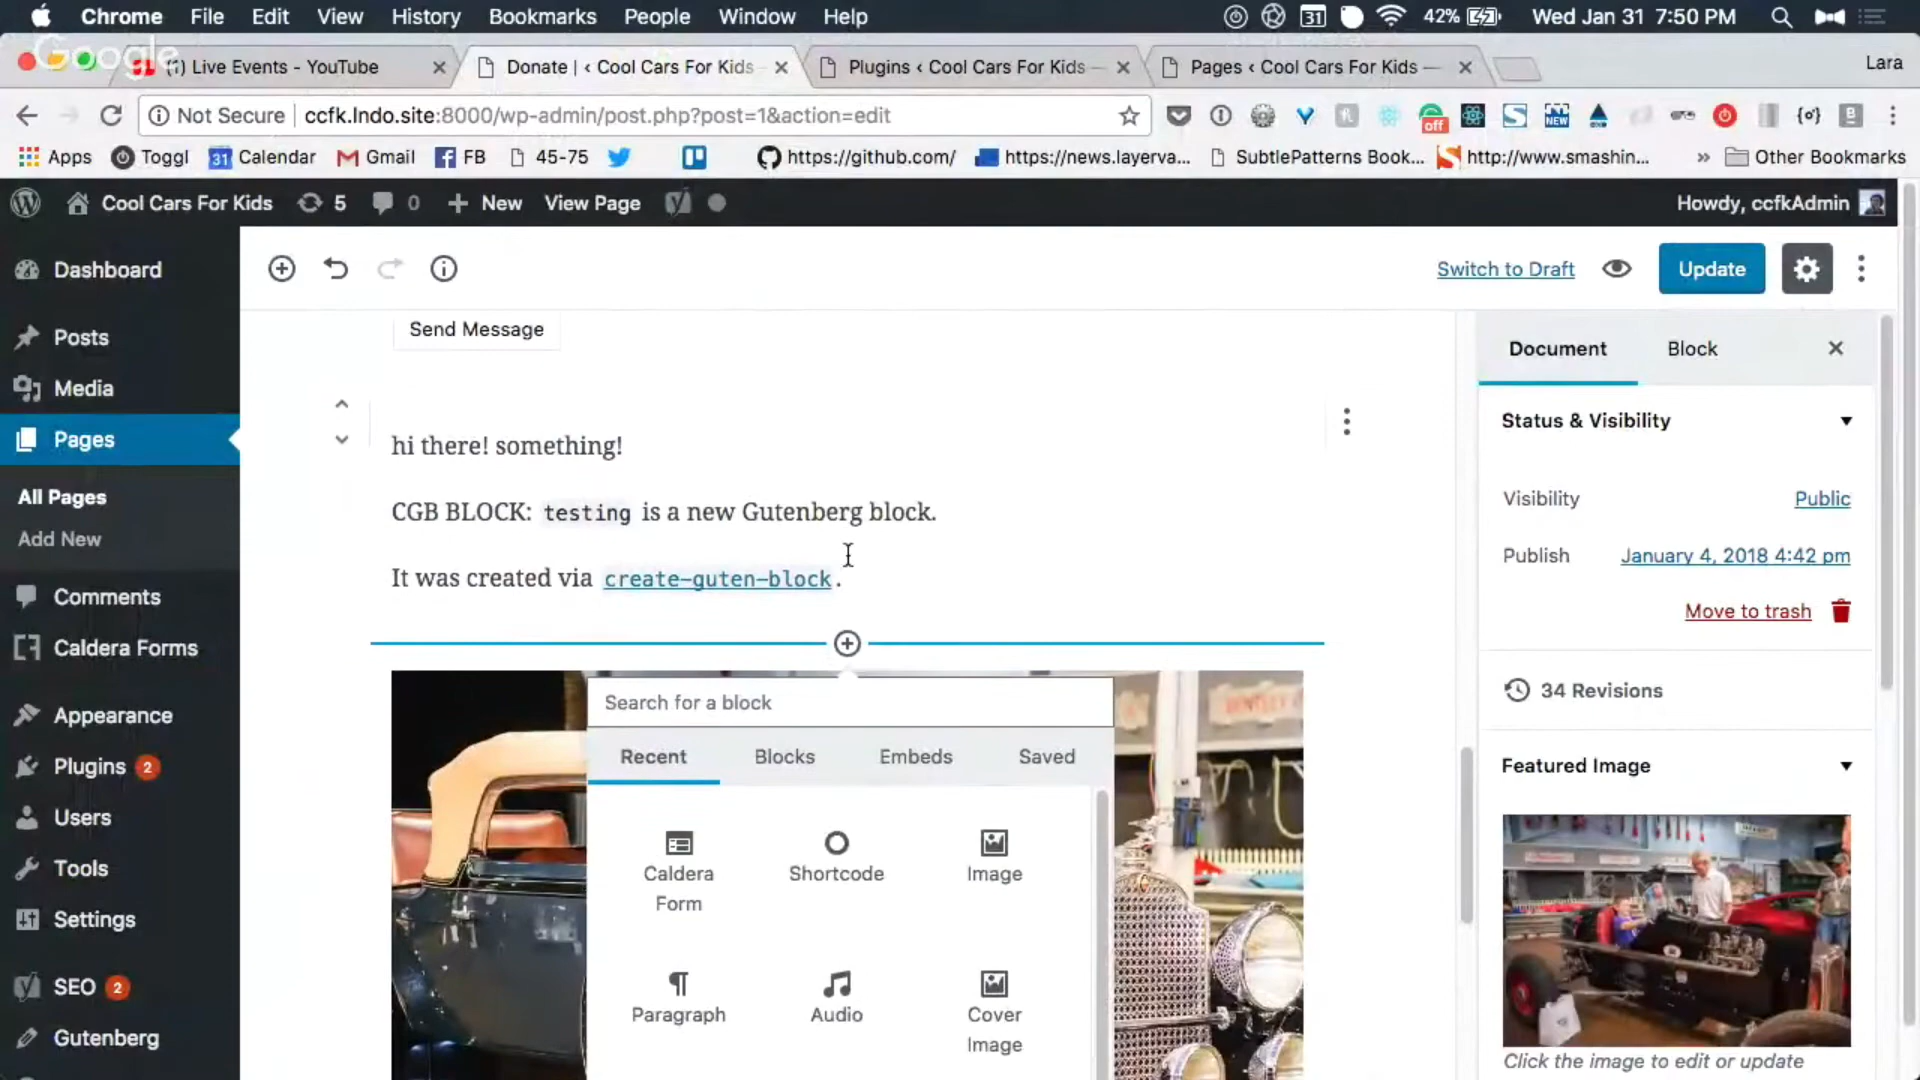 Chrome File Edit View History Bookmarks People Window Help 31 42% Wed Jan 31 7:50 PM
Google
(1) Live Events - YouTube Donate | ‹ Cool Cars For Kids Plugins ‹ Cool Cars For Kids — Pages ‹ Cool Cars For Kids — Lara
Not Secure ccfk.lndo.site:8000/wp-admin/post.php?post=1&action=edit off NEW
Apps Toggl 31 Calendar Gmail FB 45-75 https://github.com/ https://news.layerva... SubtlePatterns Book... http://www.smashin... » Other Bookmarks
Cool Cars For Kids 5 0 New View Page Howdy, ccfkAdmin
Dashboard
Posts
Media
Pages
All Pages
Add New
Comments
Caldera Forms
Appearance
Plugins 2
Users
Tools
Settings
SEO 2
Gutenberg
Switch to Draft Update
Send Message
hi there! something!
CGB BLOCK: testing is a new Gutenberg block.
It was created via create-guten-block.
Search for a block
Recent Blocks Embeds Saved
Caldera Form
Shortcode
Image
Paragraph
Audio
Cover Image
Document Block
Status & Visibility
Visibility Public
Publish January 4, 2018 4:42 pm
Move to trash
34 Revisions
Featured Image
Click the image to edit or update